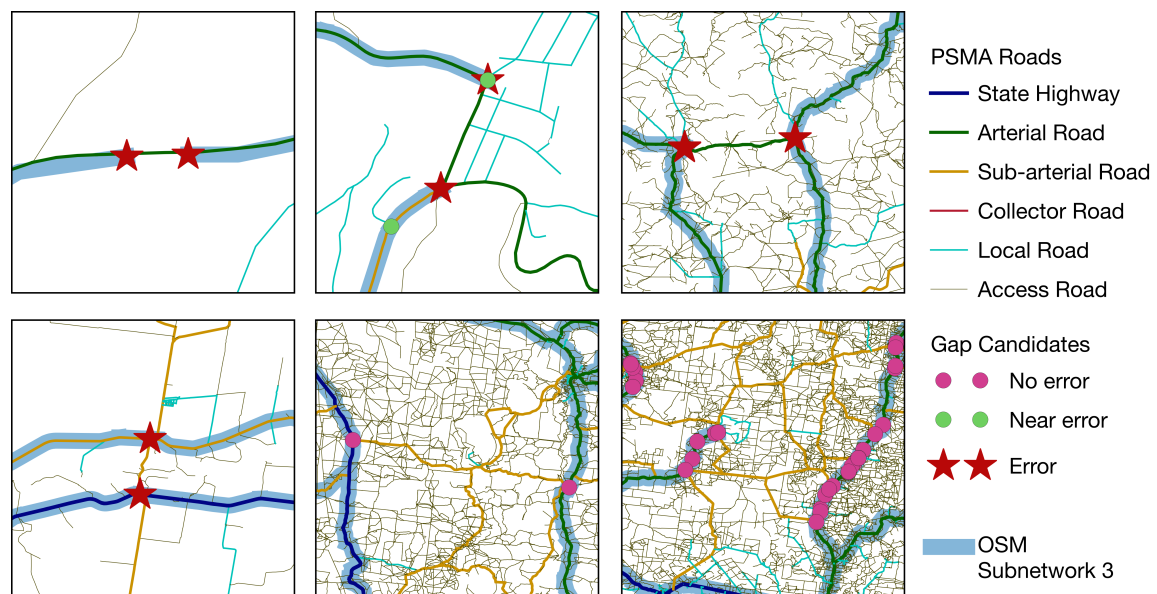 PSMA Roads
State Highway
Arterial Road
Sub-arterial Road
Collector Road
Local Road
Access Road
Gap Candidates
No error
Near error
Error
OSM
Subnetwork 3